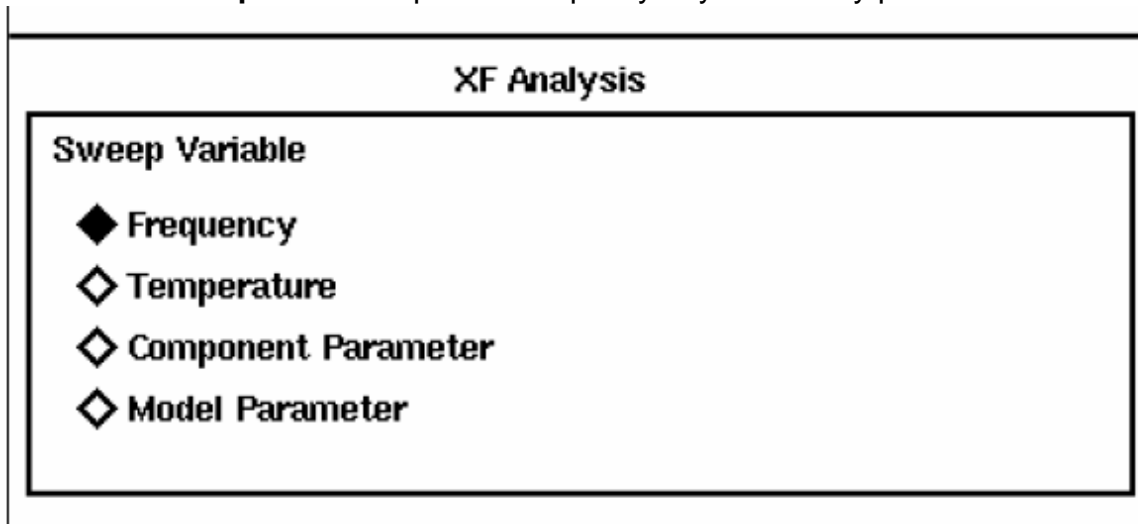 XF Analysis
Sweep Variable
Frequency
Temperature
Component Parameter
Model Parameter